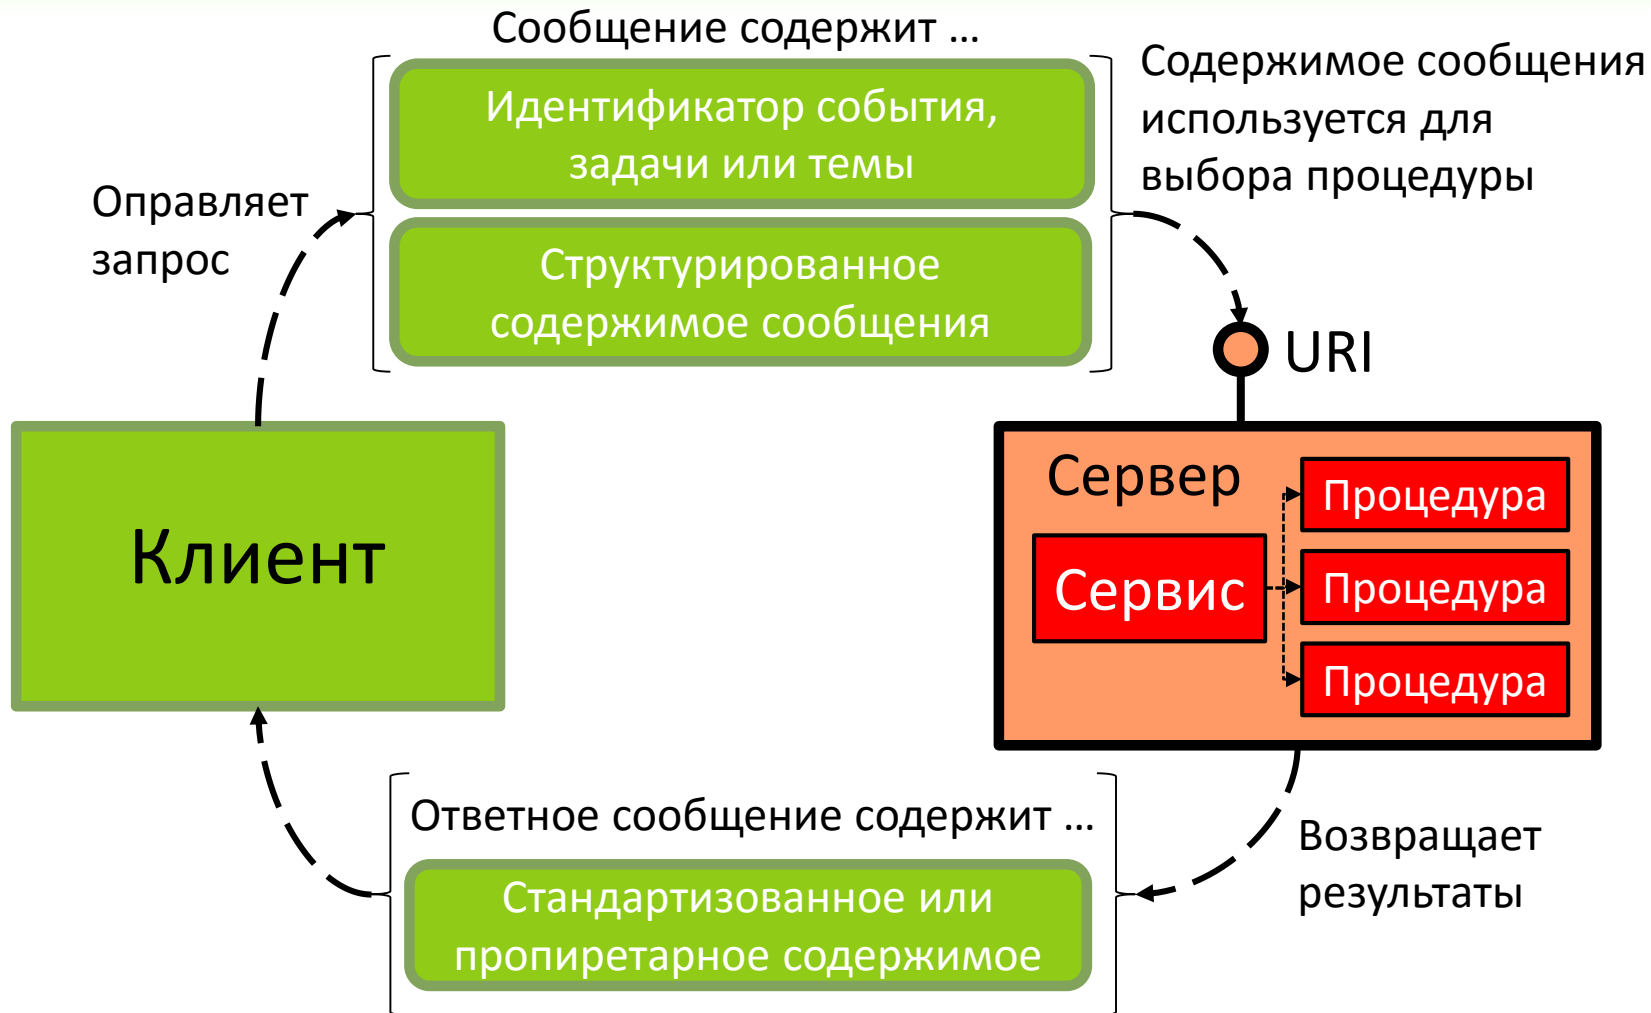 Сообщение содержит ...
Идентификатор события,
задачи или темы
Структурированное
содержимое сообщения
Содержимое сообщения
используется для
выбора процедуры
Оправляет
запрос
URI
Клиент
Сервер
Сервис
Процедура
Процедура
Процедура
Ответное сообщение содержит ...
Стандартизованное или
пропиретарное содержимое
Возвращает
результаты